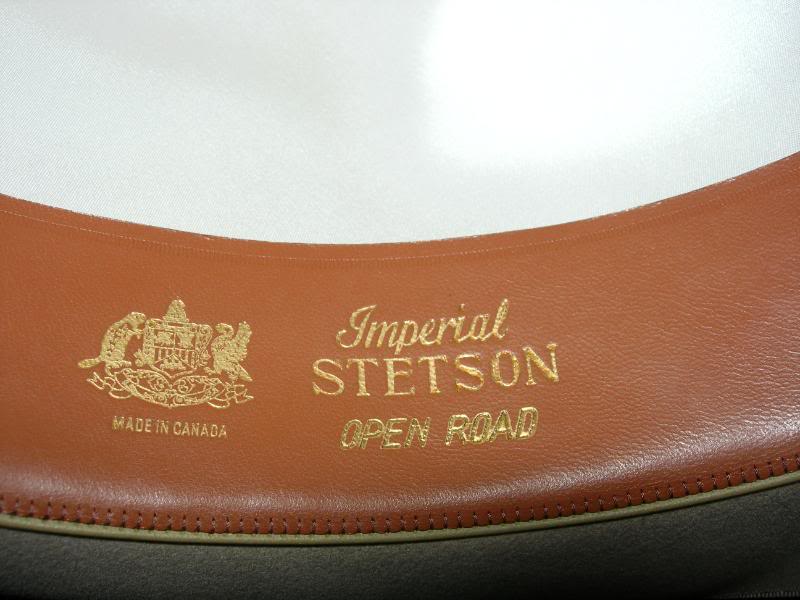 Imperial
STETSON
OPEN ROAD
MADE IN CANADA